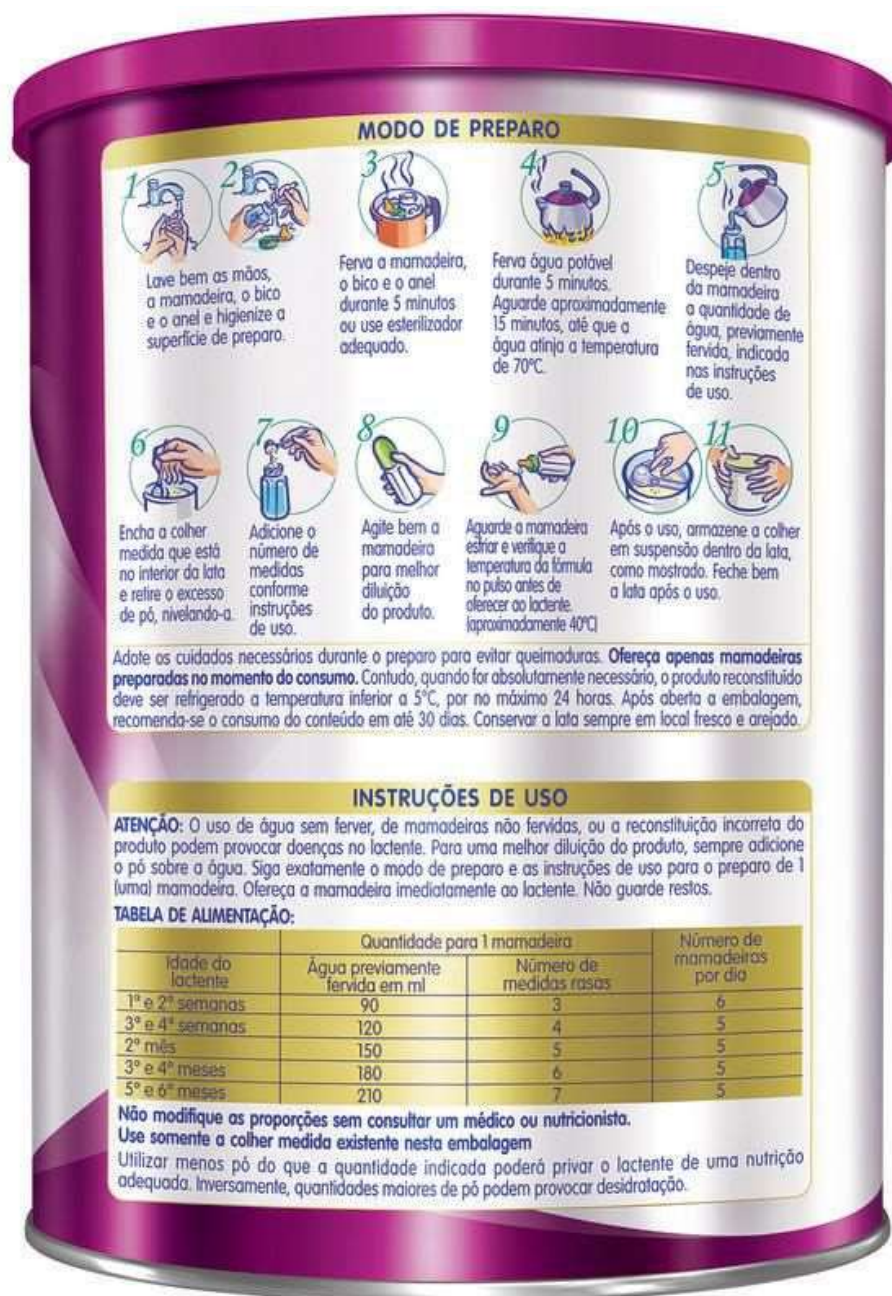 MODO DE PREPARO
1
2
3
4
5
Lave bem as mãos,
a mamadeira, o bico
e o anel e higienize a
superfície de preparo.
Ferva a mamadeira,
o bico e o anel
durante 5 minutos
ou use esterilizador
adequado.
Ferva água potável
durante 5 minutos.
Aguarde aproximadamente
15 minutos, até que a
água atinja a temperatura
de 70ºC.
Despeje dentro
da mamadeira
a quantidade de
água, previamente
fervida, indicada
nas instruções
de uso.
6
7
8
9
10
11
Encha a colher
medida que está
no interior da lata
e retire o excesso
de pó, nivelando-a.
Adicione o
número de
medidas
conforme
instruções
de uso.
Agite bem a
mamadeira
para melhor
diluição
do produto.
Aguarde a mamadeira
esfriar e verifique a
temperatura da fórmula
no pulso antes de
oferecer ao lactente.
(aproximadamente 40ºC)
Após o uso, armazene a colher
em suspensão dentro da lata,
como mostrado. Feche bem
a lata após o uso.
Adote os cuidados necessários durante o preparo para evitar queimaduras. Ofereça apenas mamadeiras
preparadas no momento do consumo. Contudo, quando for absolutamente necessário, o produto reconstituído
deve ser refrigerado a temperatura inferior a 5ºC, por no máximo 24 horas. Após aberta a embalagem,
recomenda-se o consumo do conteúdo em até 30 dias. Conservar a lata sempre em local fresco e arejado.
INSTRUÇÕES DE USO
ATENÇÃO: O uso de água sem ferver, de mamadeiras não fervidas, ou a reconstituição incorreta do
produto podem provocar doenças no lactente. Para uma melhor diluição do produto, sempre adicione
o pó sobre a água. Siga exatamente o modo de preparo e as instruções de uso para o preparo de 1
(uma) mamadeira. Ofereça a mamadeira imediatamente ao lactente. Não guarde restos.
TABELA DE ALIMENTAÇÃO:
Idade do
lactente
Quantidade para 1 mamadeira
Água previamente
fervida em ml
Número de
medidas rasas
Número de
mamadeiras
por dia
1ª e 2ª semanas 90 3 6
3ª e 4ª semanas 120 4 5
2º mês 150 5 5
3º e 4º meses 180 6 5
5º e 6º meses 210 7 5
Não modifique as proporções sem consultar um médico ou nutricionista.
Use somente a colher medida existente nesta embalagem
Utilizar menos pó do que a quantidade indicada poderá privar o lactente de uma nutrição
adequada. Inversamente, quantidades maiores de pó podem provocar desidratação.